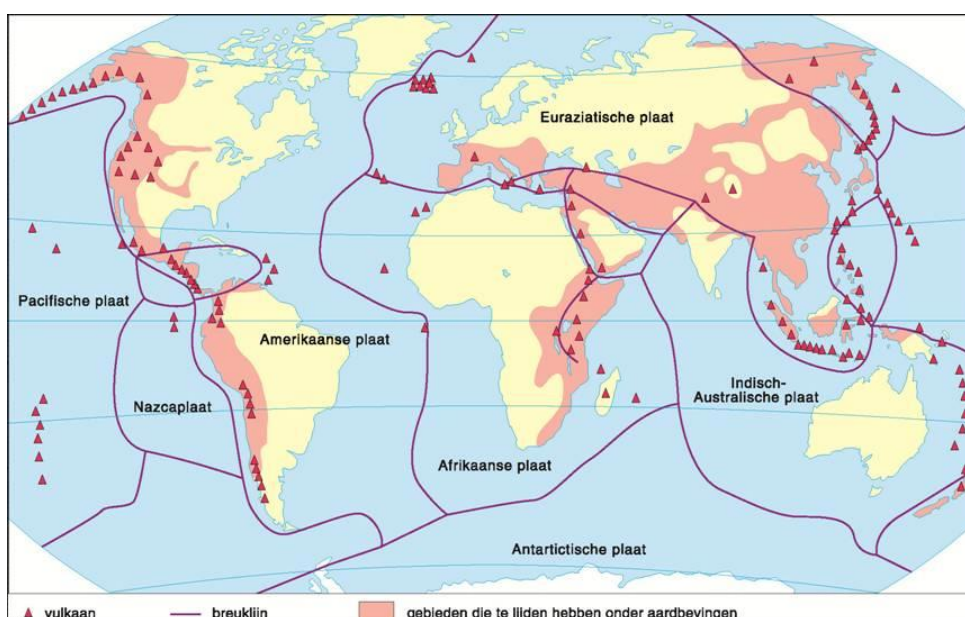 Euraziatische plaat
Pacifische plaat
Amerikaanse plaat
Nazcaplaat
Indisch-
Australische plaat
Afrikaanse plaat
Antartictische plaat
vulkaan
breuklijn
gebieden die te lijden hebben onder aardbevingen